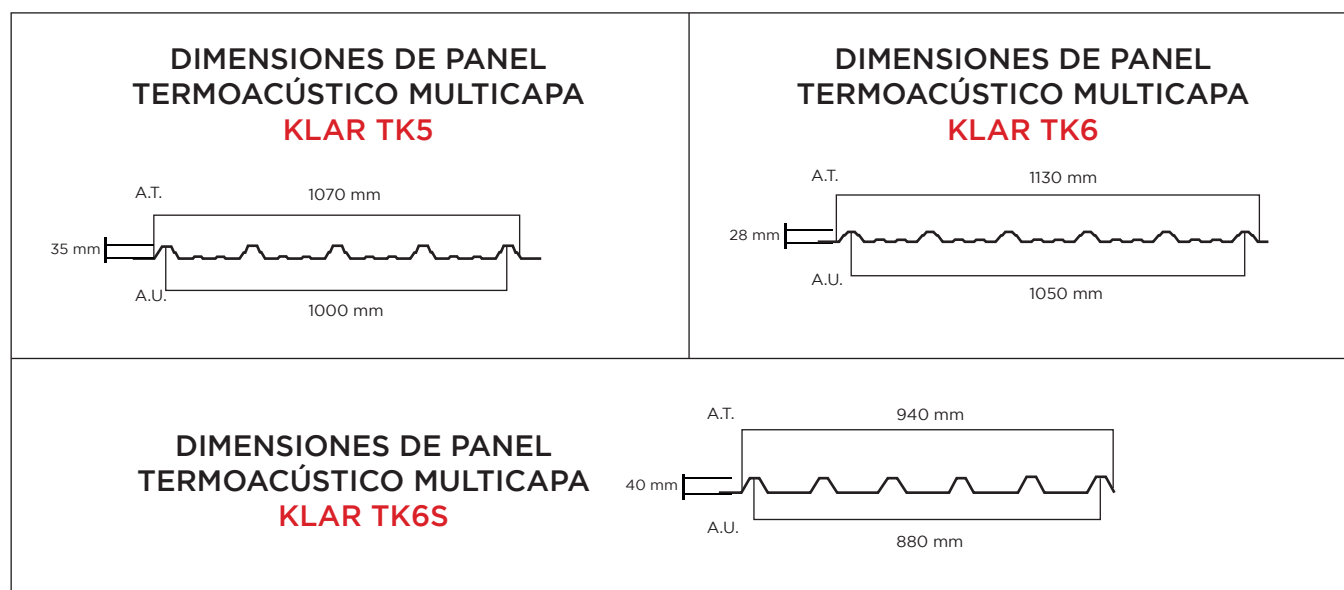 DIMENSIONES DE PANEL
TERMOACÚSTICO MULTICAPA
KLAR TK5
A.T.
1070 mm
35 mm
A.U.
1000 mm
DIMENSIONES DE PANEL
TERMOACÚSTICO MULTICAPA
KLAR TK6
A.T.
1130 mm
28 mm
A.U.
1050 mm
DIMENSIONES DE PANEL
TERMOACÚSTICO MULTICAPA
KLAR TK6S
A.T.
940 mm
40 mm
A.U.
880 mm